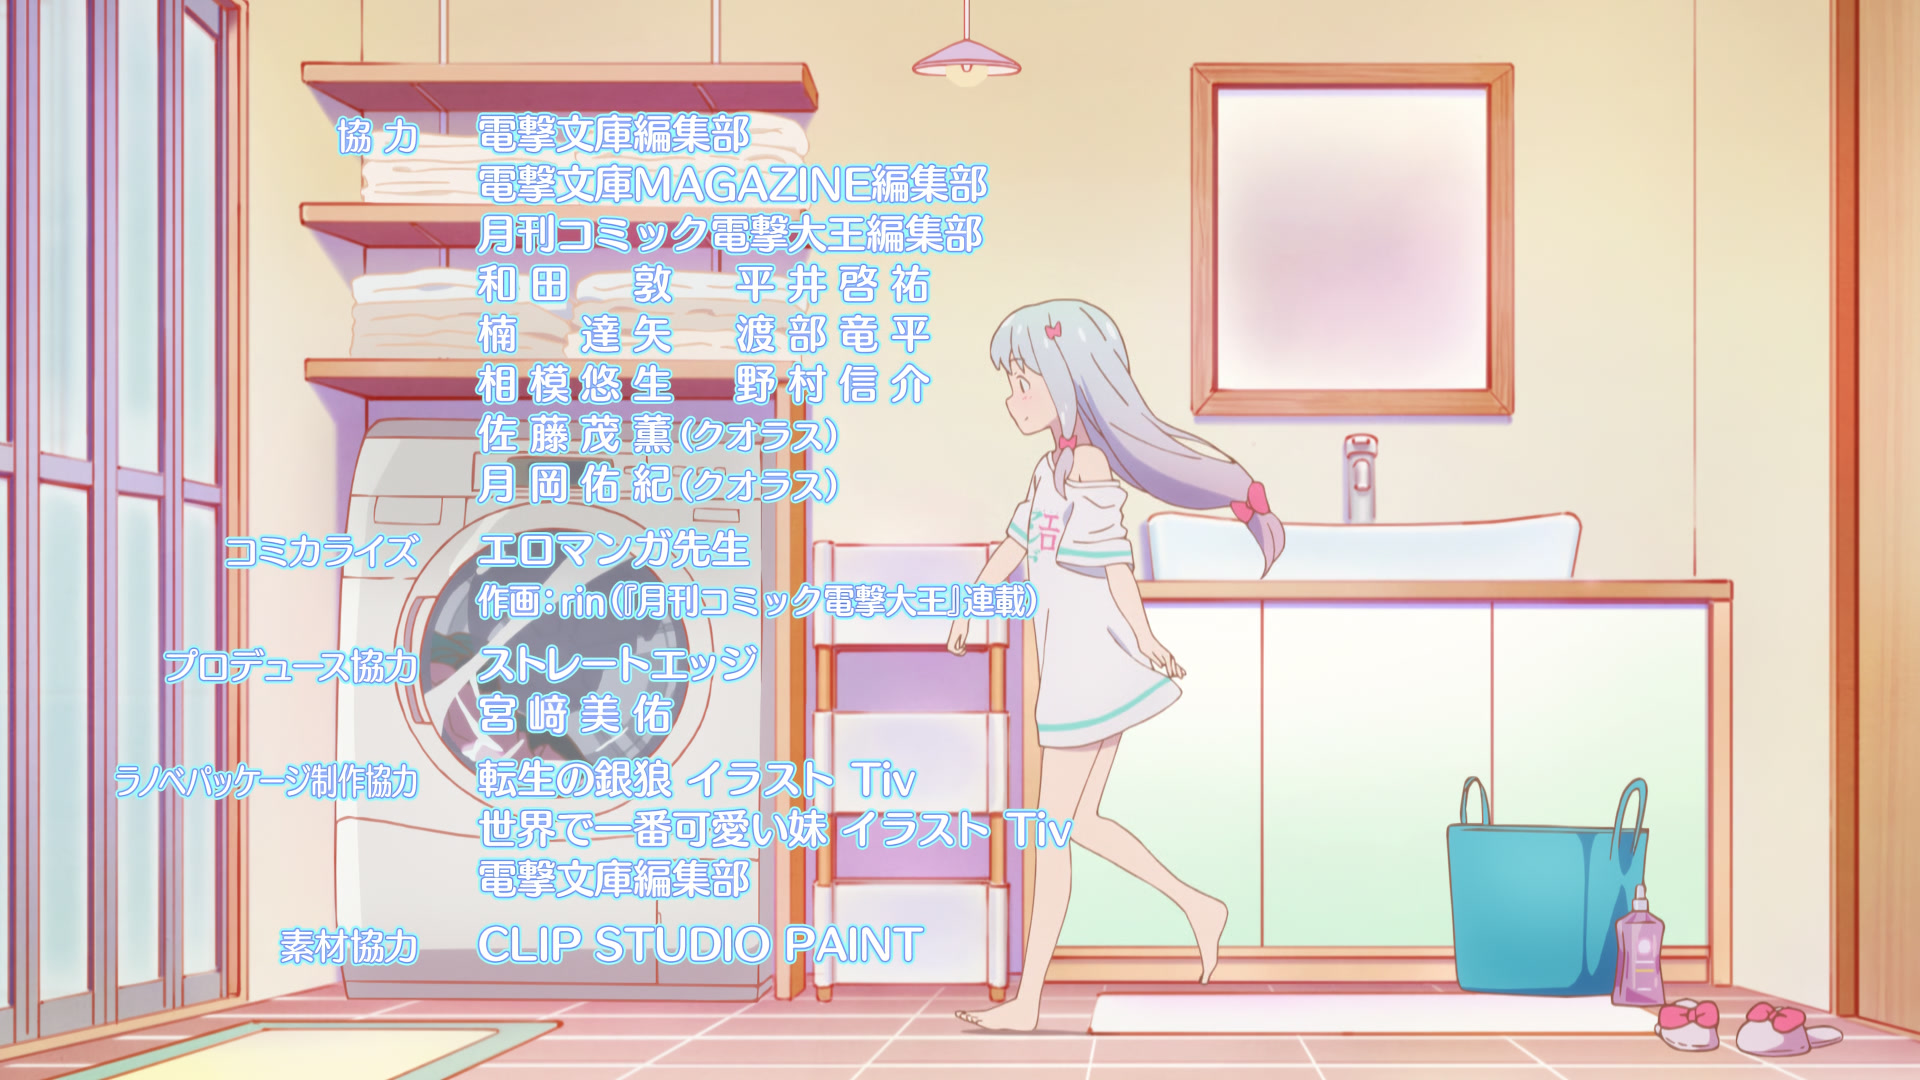 協力 電撃文庫編集部
電撃文庫MAGAZINE編集部
月刊コミック電撃大王編集部
和田 敦 平井啓祐
楠 達矢 渡部竜平
相模悠生 野村信介
佐藤茂薫(クオラス)
月岡佑紀(クオラス)
コミカライズ エロマンガ先生
作画:rin(『月刊コミック電撃大王』連載)
プロデュース協力 ストレートエッジ
宮﨑美佑
ラノベパッケージ制作協力 転生の銀狼 イラスト Tiv
世界で一番可愛い妹 イラスト Tiv
電撃文庫編集部
素材協力 CLIP STUDIO PAINT
エロ